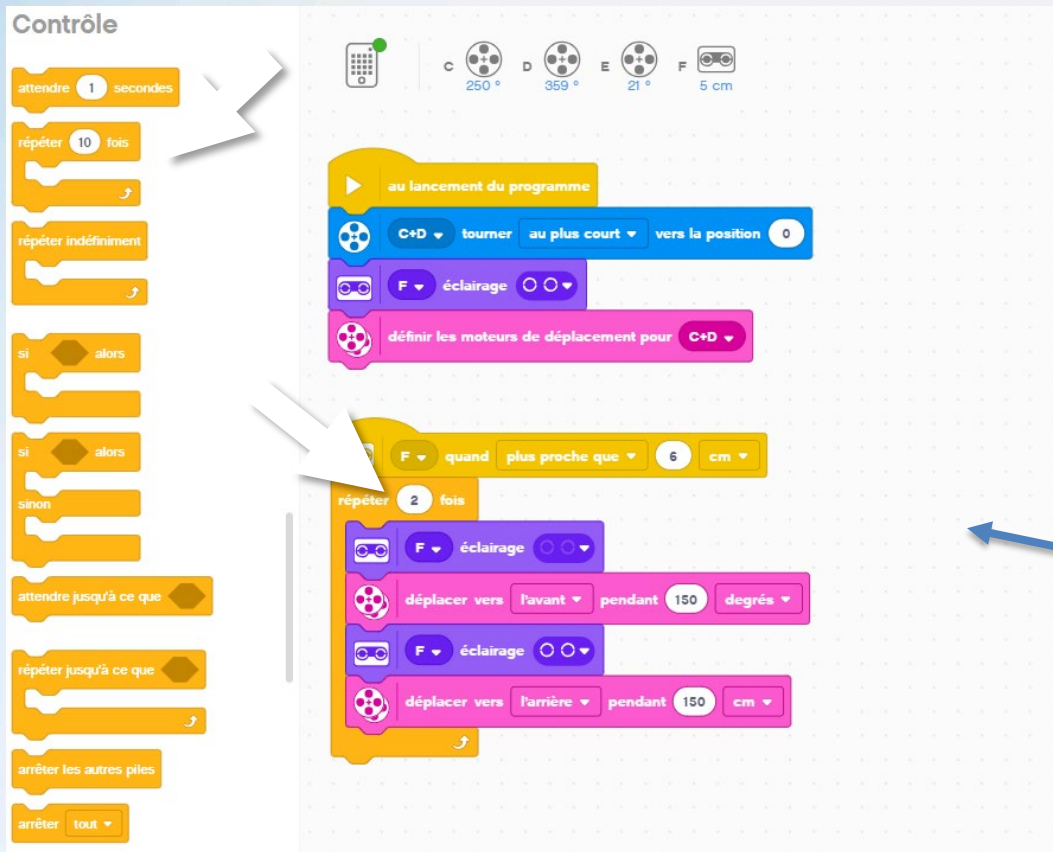 Contrôle
attendre 1 secondes
répéter 10 fois
répéter indéfiniment
si alors
si alors
sinon
attendre jusqu'à ce que
répéter jusqu'à ce que
arrêter les autres piles
arrêter tout
C D E F
250 ° 359 ° 21 ° 5 cm
au lancement du programme
C+D tourner au plus court vers la position 0
F éclairage
définir les moteurs de déplacement pour C+D
F quand plus proche que 6 cm
répéter 2 fois
F éclairage
déplacer vers l'avant pendant 150 degrés
F éclairage
déplacer vers l'arrière pendant 150 cm